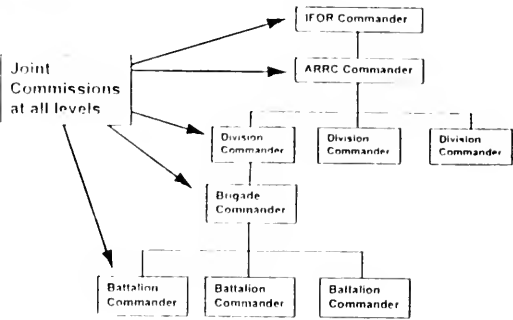 IFOR Commander
Joint
Commissions
at all levels
ARRC Commander
Division
Commander
Division
Commander
Division
Commander
Brigade
Commander
Battalion
Commander
Battalion
Commander
Battalion
Commander